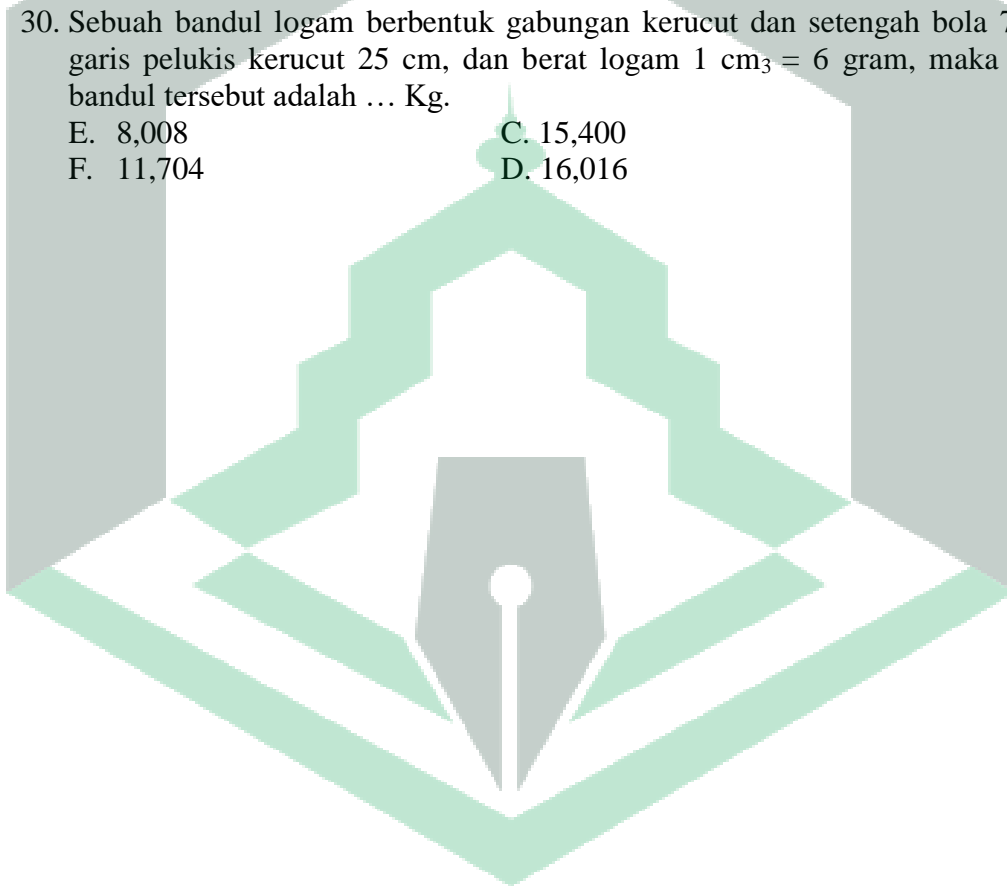 30. Sebuah bandul logam berbentuk gabungan kerucut dan setengah bola
garis pelukis kerucut 25 cm, dan berat logam 1 cm₃ = 6 gram, maka
bandul tersebut adalah … Kg.
E. 8,008 C. 15,400
F. 11,704 D. 16,016